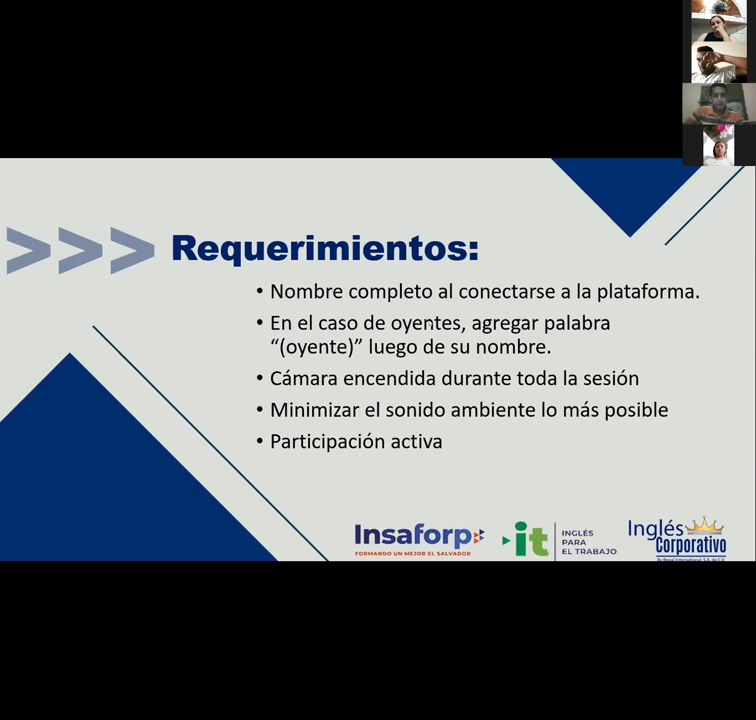 >>> Requerimientos:
• Nombre completo al conectarse a la plataforma.
• En el caso de oyentes, agregar palabra
“(oyente)” luego de su nombre.
• Cámara encendida durante toda la sesión
• Minimizar el sonido ambiente lo más posible
• Participación activa
Insaforp
FORMANDO UN MEJOR EL SALVADOR
it
INGLÉS
PARA
EL TRABAJO
Inglés
Corporativo